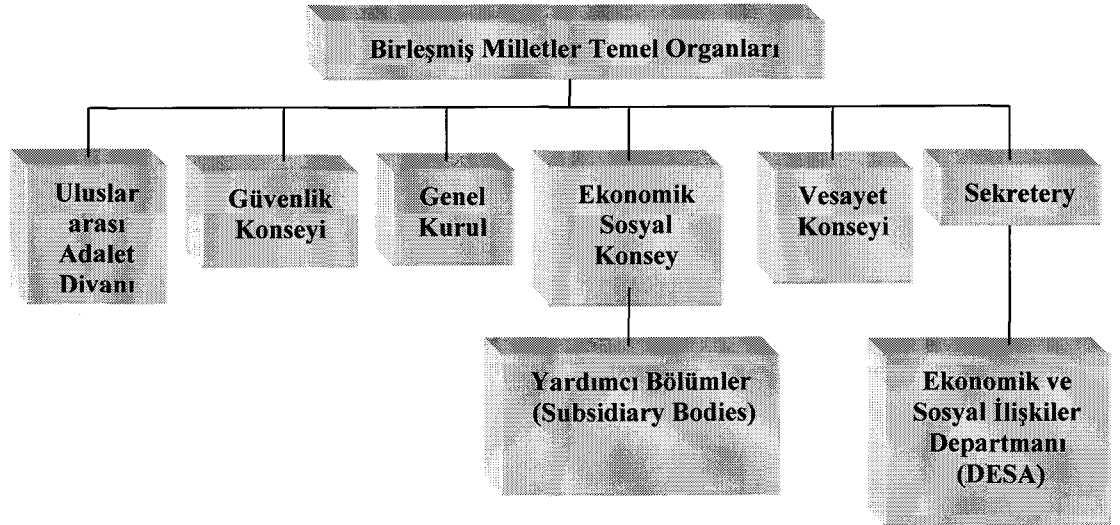 Birleşmiş Milletler Temel Organları
Uluslar
arası
Adalet
Divanı
Güvenlik
Konseyi
Genel
Kurul
Ekonomik
Sosyal
Konsey
Vesayet
Konseyi
Sekretery
Yardımcı Bölümler
(Subsidiary Bodies)
Ekonomik ve
Sosyal İlişkiler
Departmanı
(DESA)